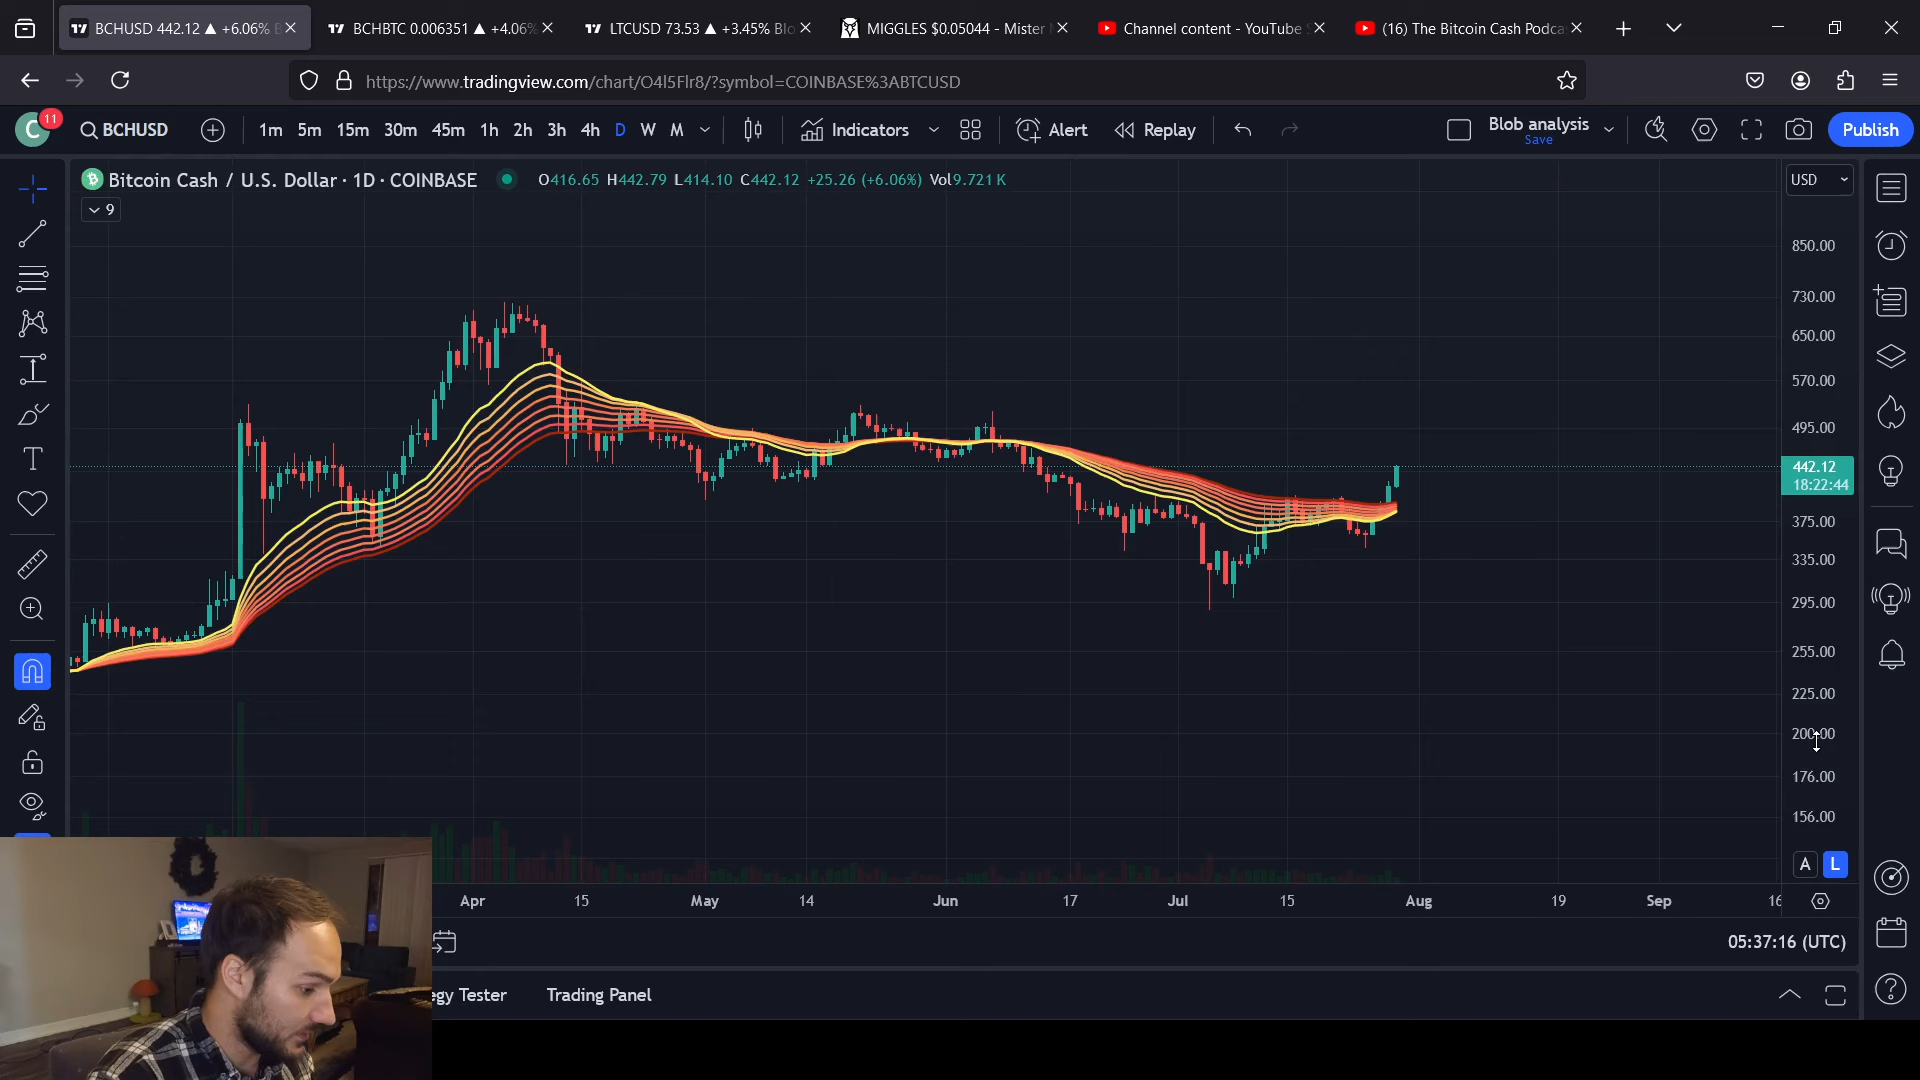 BCHUSD 442.12 ▲ +6.06% B
BCHBTC 0.006351 ▲ +4.06%
LTCUSD 73.53 ▲ +3.45% Blo
MIGGLES $0.05044 - Mister
Channel content - YouTube S
(16) The Bitcoin Cash Podca
https://www.tradingview.com/chart/O4l5Flr8/?symbol=COINBASE%3ABTCUSD
C 11 BCHUSD 1m 5m 15m 30m 45m 1h 2h 3h 4h D W M Indicators Alert Replay Blob analysis Save Publish
Bitcoin Cash / U.S. Dollar · 1D · COINBASE O416.65 H442.79 L414.10 C442.12 +25.26 (+6.06%) Vol9.721 K
USD
9
850.00
730.00
650.00
570.00
495.00
442.12
18:22:44
375.00
335.00
295.00
255.00
225.00
200.00
176.00
156.00
A L
Apr 15 May 14 Jun 17 Jul 15 Aug 19 Sep 16
05:37:16 (UTC)
egy Tester Trading Panel